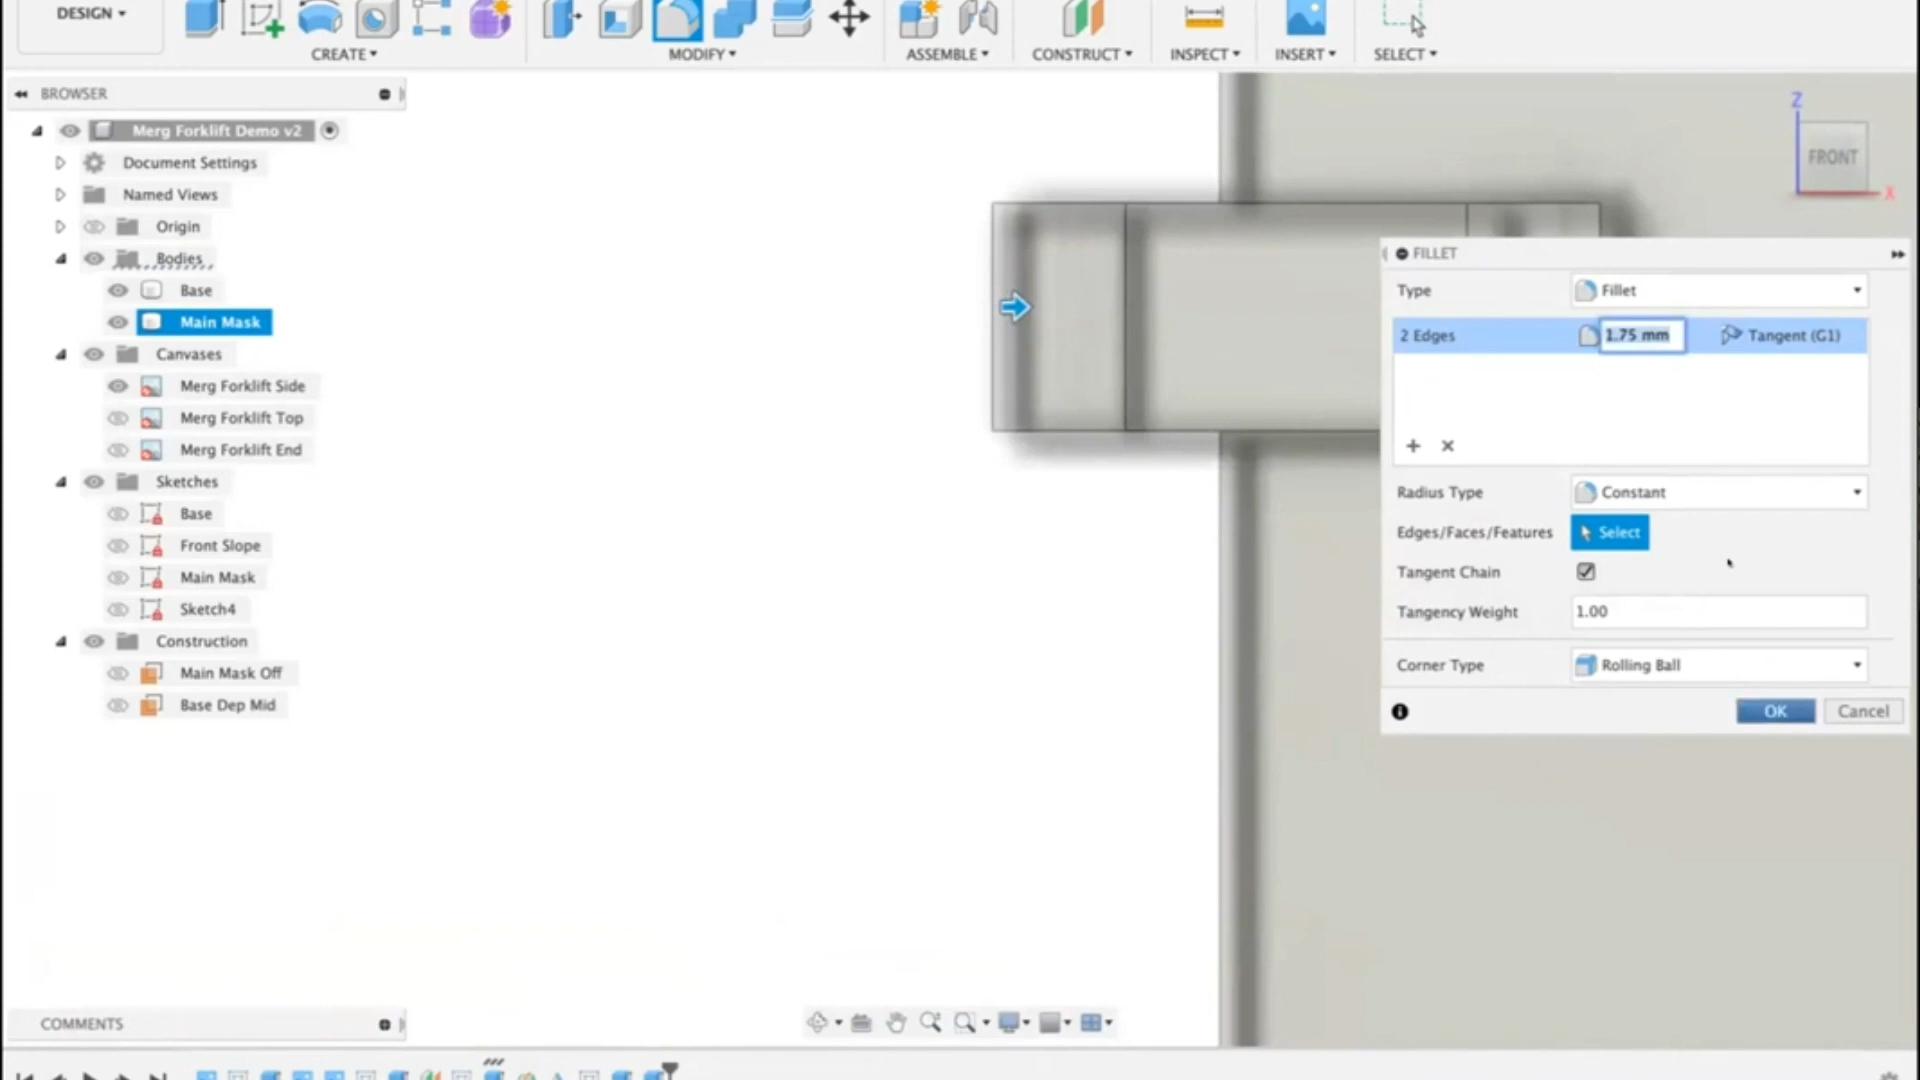 DESIGN
CREATE
MODIFY
ASSEMBLE
CONSTRUCT
INSPECT
INSERT
SELECT
BROWSER
Merg Forklift Demo v2
Document Settings
Named Views
Origin
Bodies
Base
Main Mask
Canvases
Merg Forklift Side
Merg Forklift Top
Merg Forklift End
Sketches
Base
Front Slope
Main Mask
Sketch4
Construction
Main Mask Off
Base Dep Mid
COMMENTS
Z
FRONT
X
FILLET
Type Fillet
2 Edges 1.75 mm Tangent (G1)
Radius Type Constant
Edges/Faces/Features Select
Tangent Chain
Tangency Weight 1.00
Corner Type Rolling Ball
OK Cancel